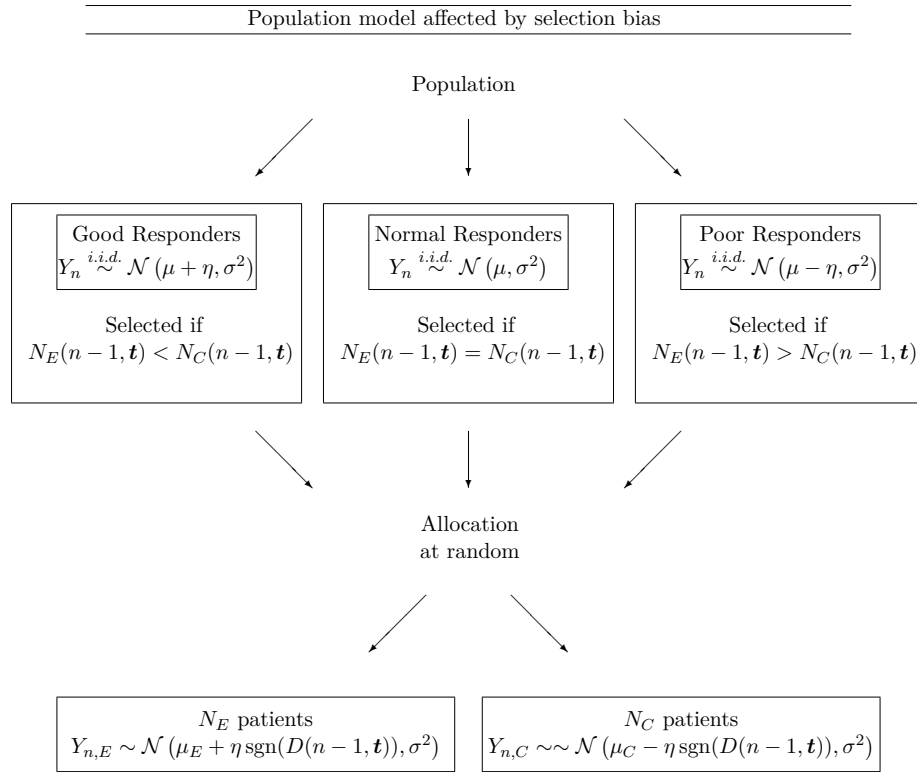 Population model affected by selection bias
Population
Good Responders
Y_n i.i.d. ∼ 𝒩 (μ + η, σ²)
Selected if
N_E(n − 1, t) < N_C(n − 1, t)
Normal Responders
Y_n i.i.d. ∼ 𝒩 (μ, σ²)
Selected if
N_E(n − 1, t) = N_C(n − 1, t)
Poor Responders
Y_n i.i.d. ∼ 𝒩 (μ − η, σ²)
Selected if
N_E(n − 1, t) > N_C(n − 1, t)
Allocation
at random
N_E patients
Y_{n,E} ∼ 𝒩 (μ_E + η sgn(D(n − 1, t)), σ²)
N_C patients
Y_{n,C} ∼∼ 𝒩 (μ_C − η sgn(D(n − 1, t)), σ²)